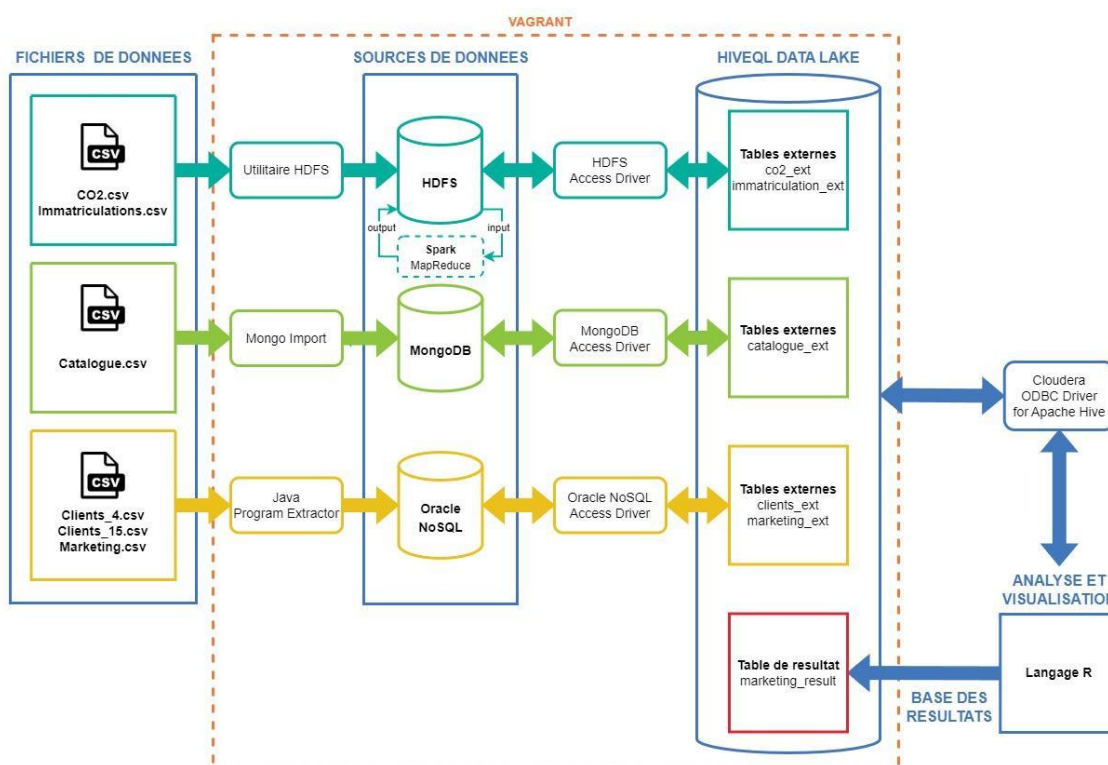 VAGRANT
FICHIERS DE DONNEES
SOURCES DE DONNEES
HIVEQL DATA LAKE
CSV
CO2.csv
Immatriculations.csv
Utilitaire HDFS
HDFS
output
input
Spark
MapReduce
HDFS
Access Driver
Tables externes
co2_ext
immatriculation_ext
CSV
Catalogue.csv
Mongo Import
MongoDB
MongoDB
Access Driver
Tables externes
catalogue_ext
Cloudera
ODBC Driver
for Apache Hive
CSV
Clients_4.csv
Clients_15.csv
Marketing.csv
Java
Program Extractor
Oracle
NoSQL
Oracle NoSQL
Access Driver
Tables externes
clients_ext
marketing_ext
ANALYSE ET
VISUALISATION
Table de resultat
marketing_result
Langage R
BASE DES
RESULTATS